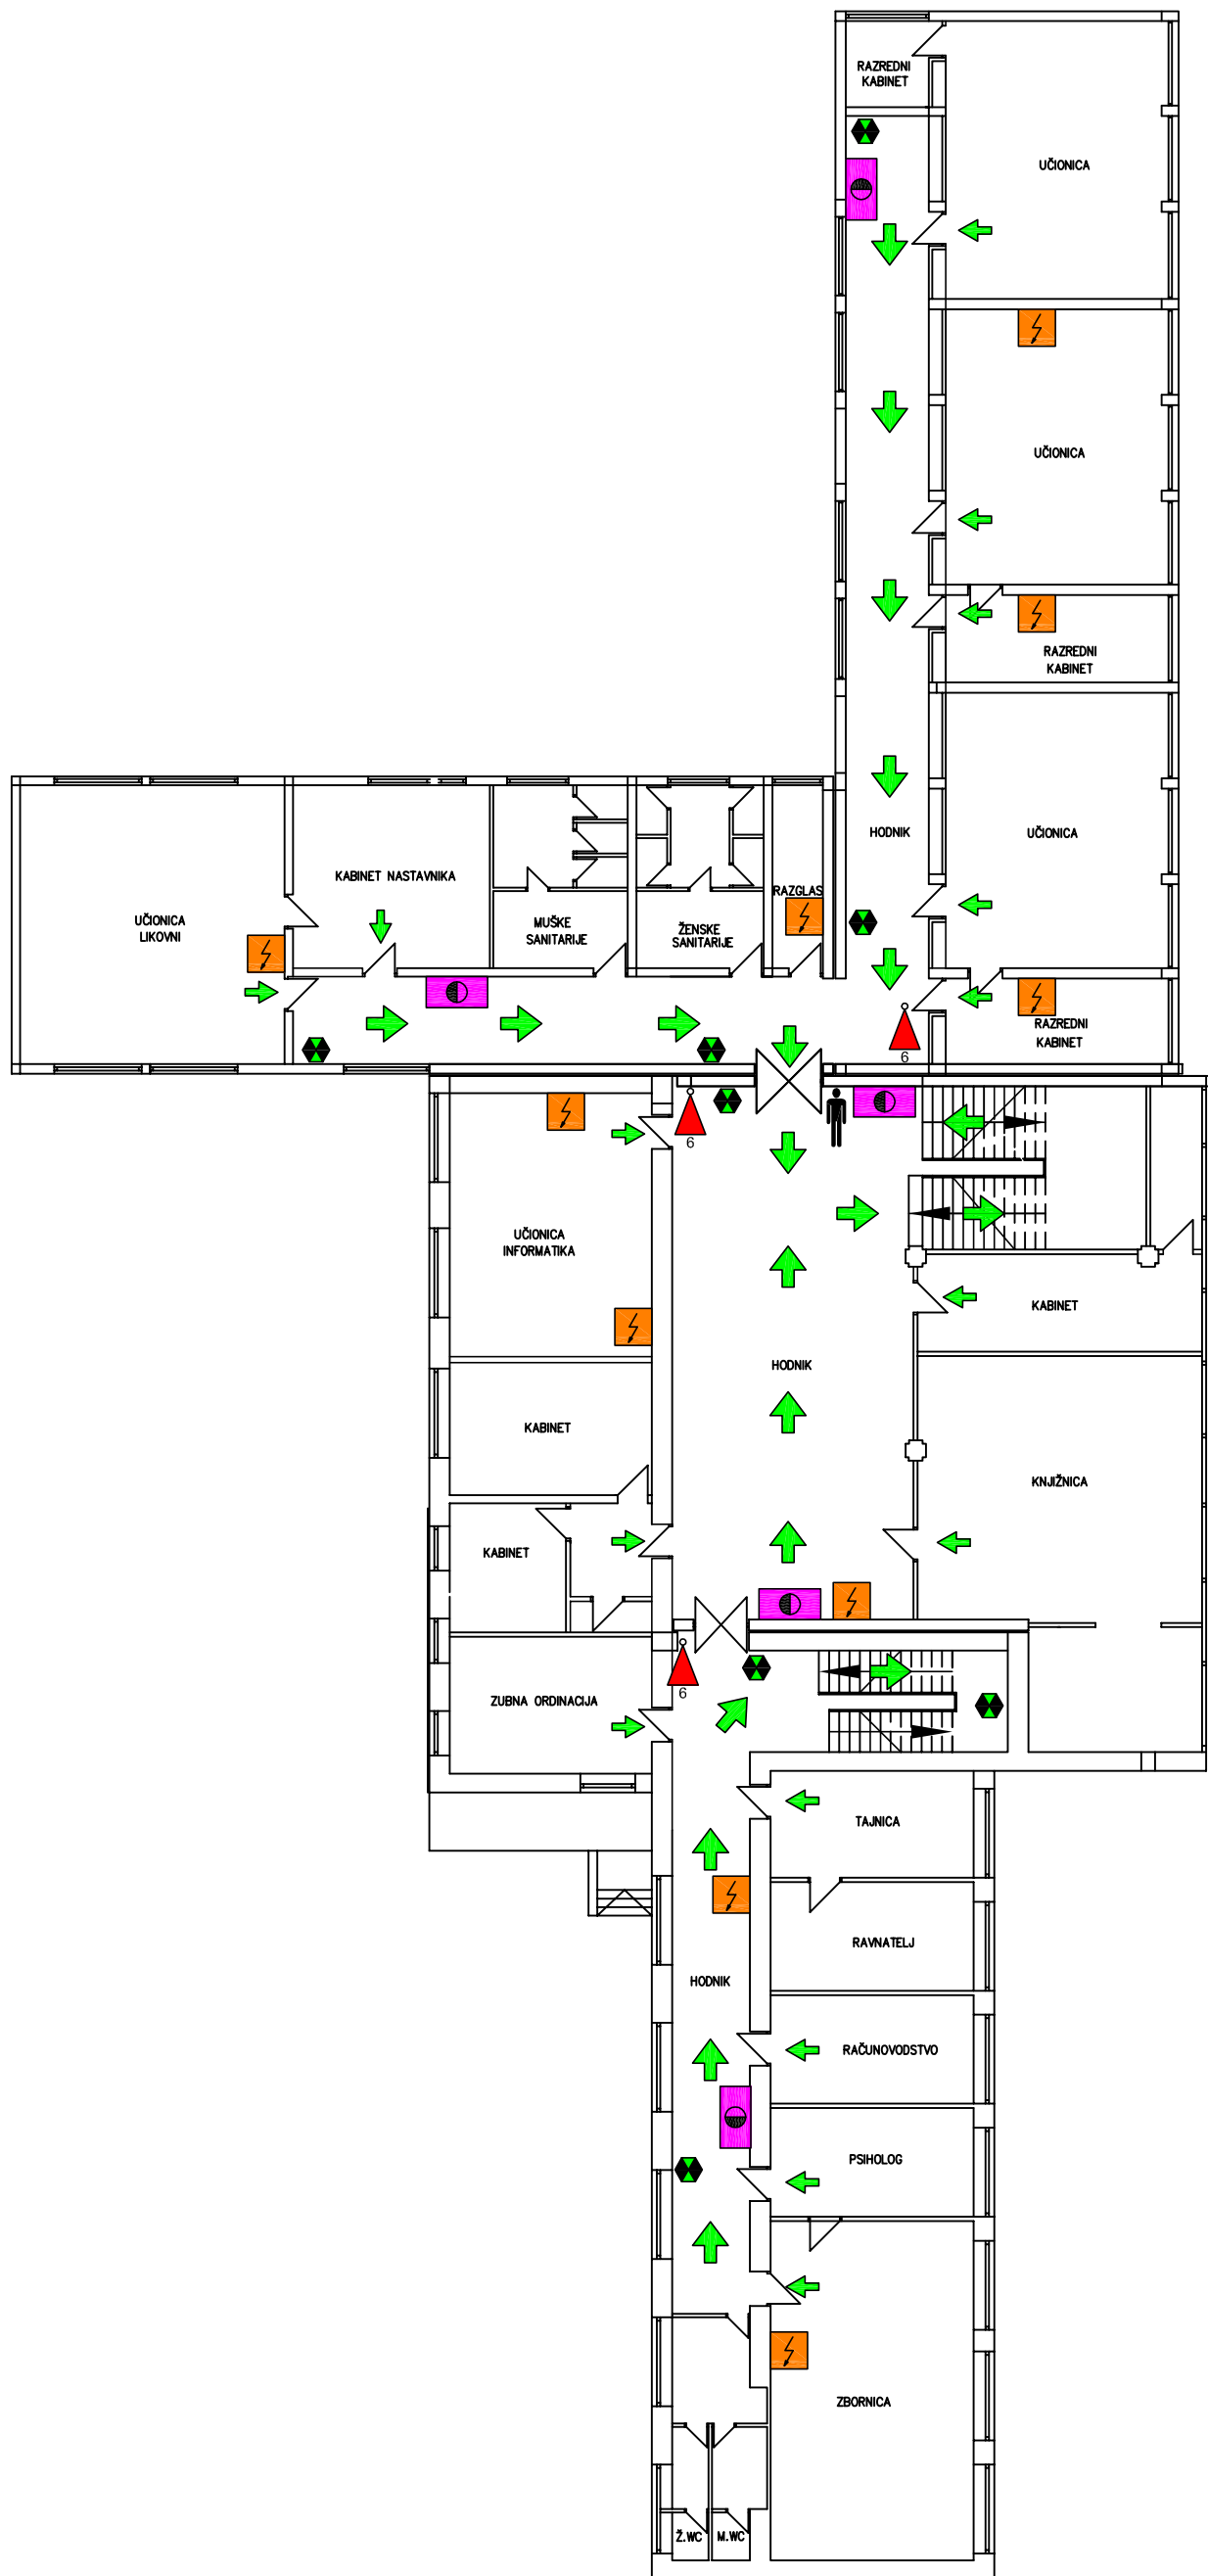 RAZREDNI
KABINET
UČIONICA
UČIONICA
RAZREDNI
KABINET
UČIONICA
HODNIK
KABINET NASTAVNIKA
RAZGLAS
UČIONICA
LIKOVNI
MUŠKE
SANITARIJE
ŽENSKE
SANITARIJE
RAZREDNI
KABINET
6
6
UČIONICA
INFORMATIKA
KABINET
HODNIK
KABINET
KNJIŽNICA
KABINET
6
ZUBNA ORDINACIJA
TAJNICA
RAVNATELJ
HODNIK
RAČUNOVODSTVO
PSIHOLOG
ZBORNICA
Ž.WC
M.WC